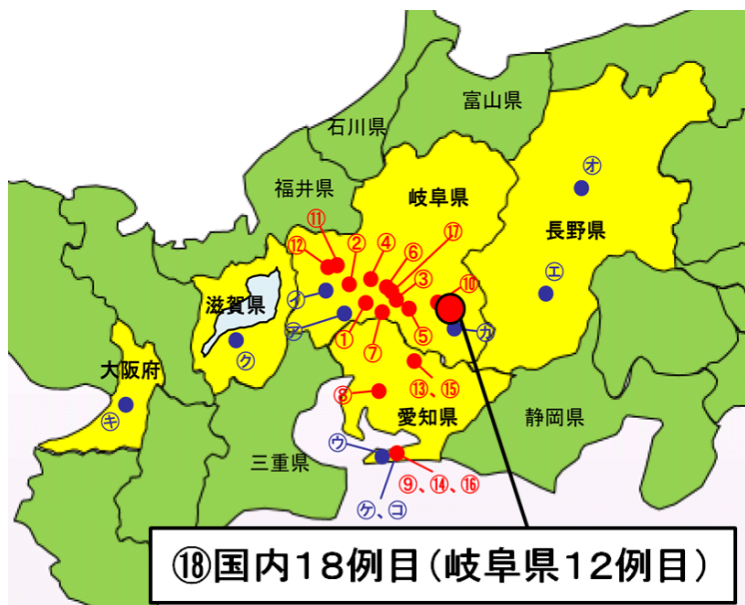 富山県
石川県
福井県
岐阜県
長野県
滋賀県
大阪府
愛知県
静岡県
三重県
⑪
⑫
②
④
⑥
⑰
③
⑩
①
⑦
⑤
⑬、⑮
⑧
⑨、⑭、⑯
㋔
㋓
㋑
㋐
㋕
㋗
㋖
㋒
㋘、㋙
⑱国内18例目(岐阜県12例目)